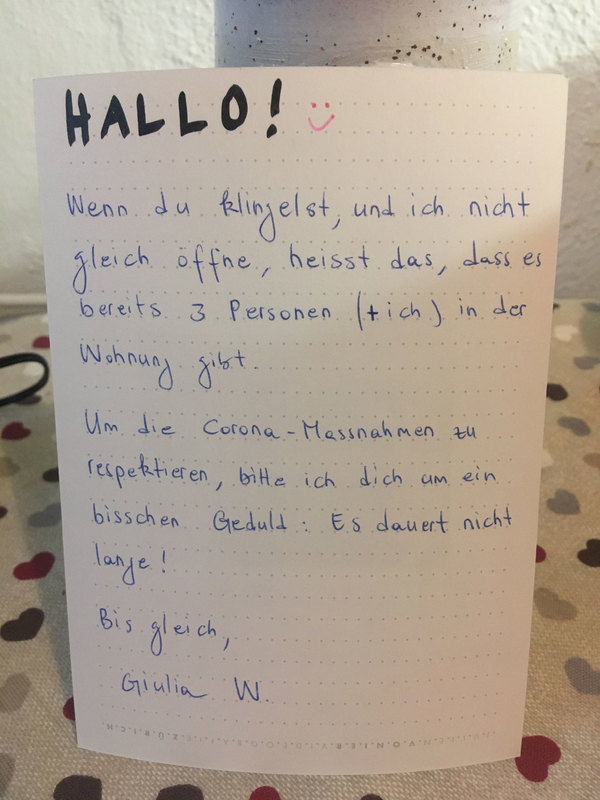 HALLO!
Wenn du klingelst, und ich nicht
gleich öffne, heisst das, dass es
bereits 3 Personen (+ ich) in der
Wohnung gibt.
Um die Corona-Massnahmen zu
respektieren, bitte ich dich um ein
bisschen Geduld: Es dauert nicht
lange!
Bis gleich,
Giulia W.